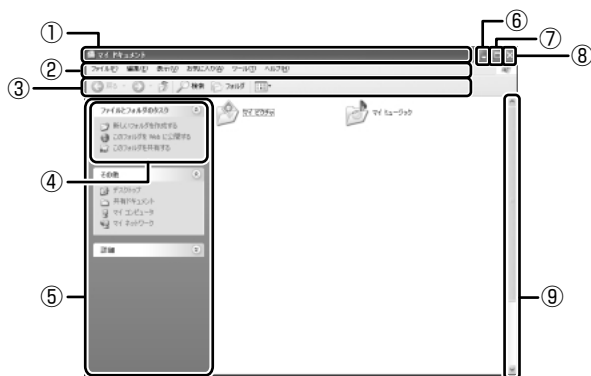 ①
⑥
⑦
⑧
マイ ドキュメント
②
ファイル(F) 編集(E) 表示(V) お気に入り(A) ツール(T) ヘルプ(H)
③
戻る 検索 フォルダ
ファイルとフォルダのタスク
新しいフォルダを作成する
このフォルダを Web に公開する
このフォルダを共有する
マイ ピクチャ
マイ ミュージック
④
その他
デスクトップ
共有ドキュメント
マイ コンピュータ
マイ ネットワーク
詳細
⑤
⑨